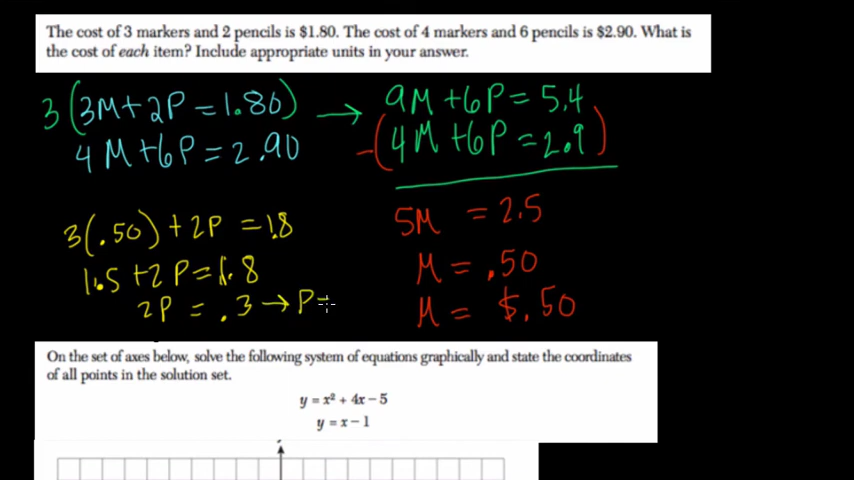 The cost of 3 markers and 2 pencils is $1.80. The cost of 4 markers and 6 pencils is $2.90. What is
the cost of each item? Include appropriate units in your answer.
3(3M+2P=1.80) → 9M+6P=5.4
4M+6P=2.90 -(4M+6P=2.9)
5M =2.5
3(.50)+2P=1.8
M=.50
1.5+2P=1.8
M= $.50
2P=.3→P=
On the set of axes below, solve the following system of equations graphically and state the coordinates
of all points in the solution set.
y = x² + 4x – 5
y = x – 1